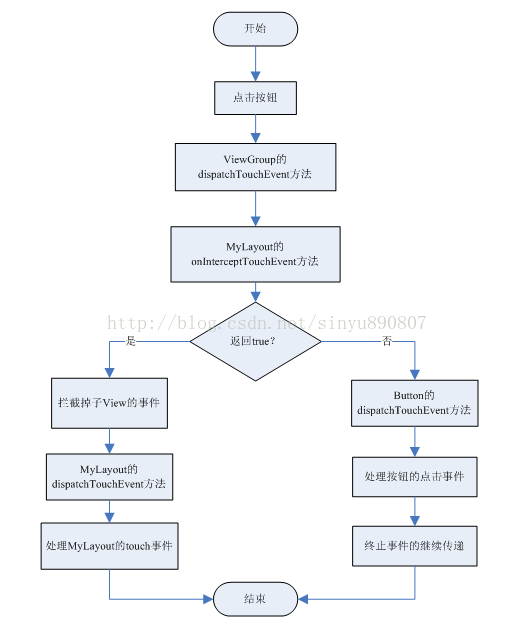 开始
点击按钮
ViewGroup的
dispatchTouchEvent方法
MyLayout的
onInterceptTouchEvent方法
http://blog.csdn.net/sinyu890807
返回true?
是
否
拦截掉子View的事件
Button的
dispatchTouchEvent方法
MyLayout的
dispatchTouchEvent方法
处理按钮的点击事件
处理MyLayout的touch事件
终止事件的继续传递
结束